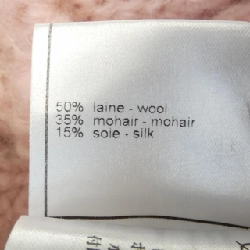 50% laine - wool
35% mohair - mohair
15% soie - silk